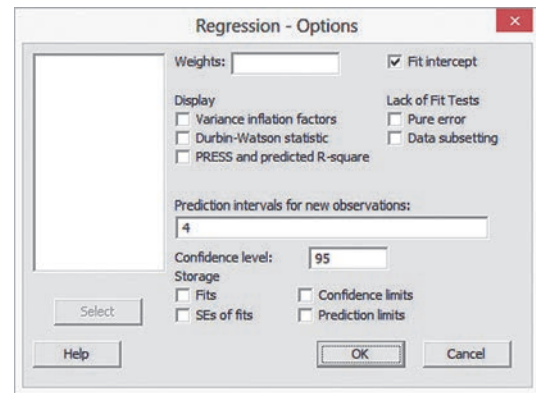 Regression - Options
Weights:
Fit intercept
Display
Lack of Fit Tests
Variance inflation factors
Pure error
Durbin-Watson statistic
Data subsetting
PRESS and predicted R-square
Prediction intervals for new observations:
4
Confidence level: 95
Storage
Fits
Confidence limits
Select
SEs of fits
Prediction limits
Help
OK
Cancel